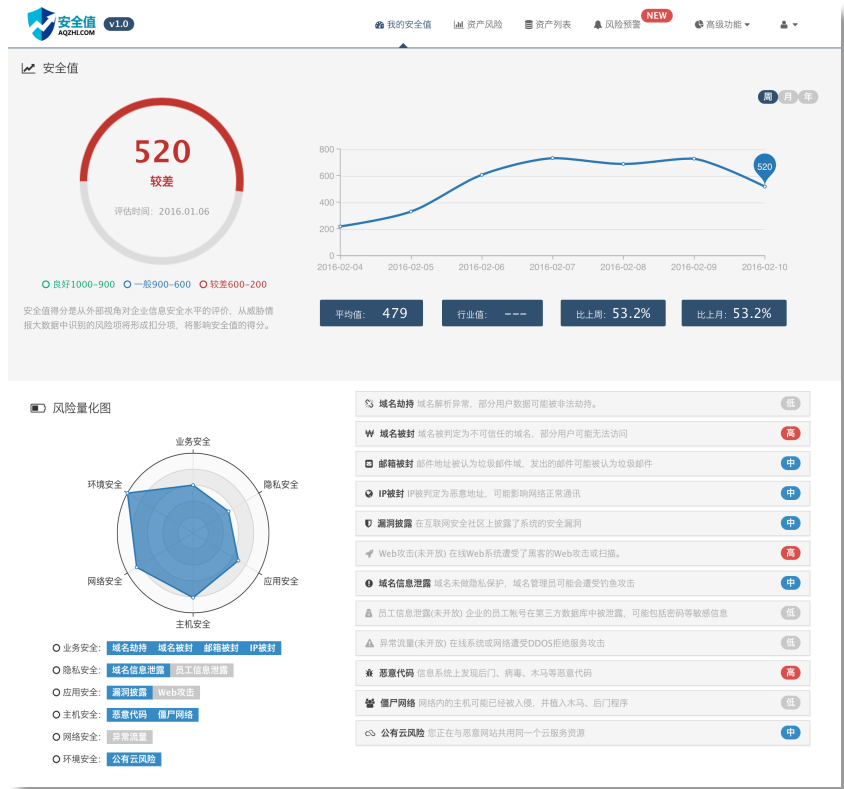 安全值
AQZHI.COM
v1.0
我的安全值
资产风险
资产列表
风险预警
NEW
高级功能
安全值
周 月 年
520
较差
评估时间：2016.01.06
良好1000-900 一般900-600 较差600-200
安全值得分是从外部视角对企业信息安全水平的评价，从威胁情
报大数据中识别的风险项将形成扣分项，将影响安全值的得分。
800
600
400
200
0
520
2016-02-04 2016-02-05 2016-02-06 2016-02-07 2016-02-08 2016-02-09 2016-02-10
平均值： 479
行业值： ---
比上周：53.2%
比上月：53.2%
风险量化图
业务安全
隐私安全
应用安全
主机安全
网络安全
环境安全
业务安全： 域名劫持 域名被封 邮箱被封 IP被封
隐私安全： 域名信息泄露 员工信息泄露
应用安全： 漏洞披露 Web攻击
主机安全： 恶意代码 僵尸网络
网络安全： 异常流量
环境安全： 公有云风险
域名劫持 域名解析异常，部分用户数据可能被非法劫持。 低
域名被封 域名被判定为不可信任的域名，部分用户可能无法访问 高
邮箱被封 邮件地址被认为垃圾邮件域，发出的邮件可能被认为垃圾邮件 中
IP被封 IP被判定为恶意地址，可能影响网络正常通讯 中
漏洞披露 在互联网安全社区上披露了系统的安全漏洞 中
Web攻击(未开放) 在线Web系统遭受了黑客的Web攻击或扫描。 高
域名信息泄露 域名未做隐私保护，域名管理员可能会遭受钓鱼攻击 中
员工信息泄露(未开放) 企业的员工帐号在第三方数据库中被泄露，可能包括密码等敏感信息 低
异常流量(未开放) 在线系统或网络遭受DDOS拒绝服务攻击 低
恶意代码 信息系统上发现后门、病毒、木马等恶意代码 高
僵尸网络 网络内的主机可能已经被入侵，并植入木马、后门程序 低
公有云风险 您正在与恶意网站共用同一个云服务资源 中